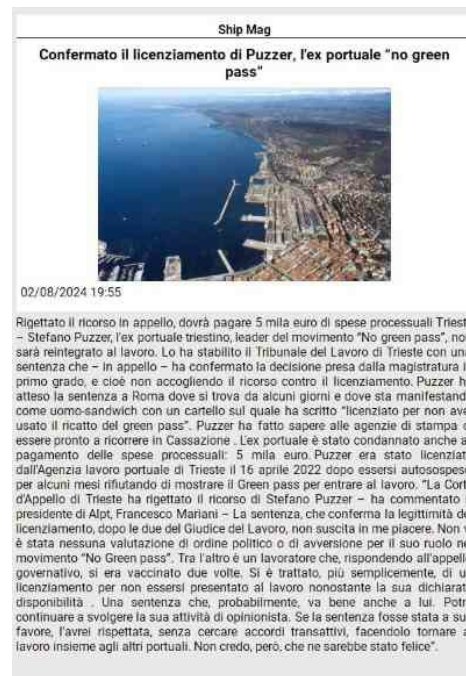 Ship Mag
Confermato il licenziamento di Puzzer, l'ex portuale "no green
pass"
02/08/2024 19:55
Rigettato il ricorso in appello, dovrà pagare 5 mila euro di spese processuali Triest
– Stefano Puzzer, l'ex portuale triestino, leader del movimento "No green pass", no
sarà reintegrato al lavoro. Lo ha stabilito il Tribunale del Lavoro di Trieste con un
sentenza che – in appello – ha confermato la decisione presa dalla magistratura i
primo grado, e cioè non accogliendo il ricorso contro il licenziamento. Puzzer h
atteso la sentenza a Roma dove si trova da alcuni giorni e dove sta manifestand
come uomo-sandwich con un cartello sul quale ha scritto "licenziato per non ave
usato il ricatto del green pass". Puzzer ha fatto sapere alle agenzie di stampa d
essere pronto a ricorrere in Cassazione . L'ex portuale è stato condannato anche a
pagamento delle spese processuali: 5 mila euro. Puzzer era stato licenziat
dall'Agenzia lavoro portuale di Trieste il 16 aprile 2022 dopo essersi autosospes
per alcuni mesi rifiutando di mostrare il Green pass per entrare al lavoro. "La Cort
d'Appello di Trieste ha rigettato il ricorso di Stefano Puzzer – ha commentato i
presidente di Alpt, Francesco Mariani – La sentenza, che conferma la legittimità de
licenziamento, dopo le due del Giudice del Lavoro, non suscita in me piacere. Non v
è stata nessuna valutazione di ordine politico o di avversione per il suo ruolo ne
movimento "No Green pass". Tra l'altro è un lavoratore che, rispondendo all'appell
governativo, si era vaccinato due volte. Si è trattato, più semplicemente, di u
licenziamento per non essersi presentato al lavoro nonostante la sua dichiarat
disponibilità . Una sentenza che, probabilmente, va bene anche a lui. Potr
continuare a svolgere la sua attività di opinionista. Se la sentenza fosse stata a su
favore, l'avrei rispettata, senza cercare accordi transattivi, facendolo tornare a
lavoro insieme agli altri portuali. Non credo, però, che ne sarebbe stato felice".